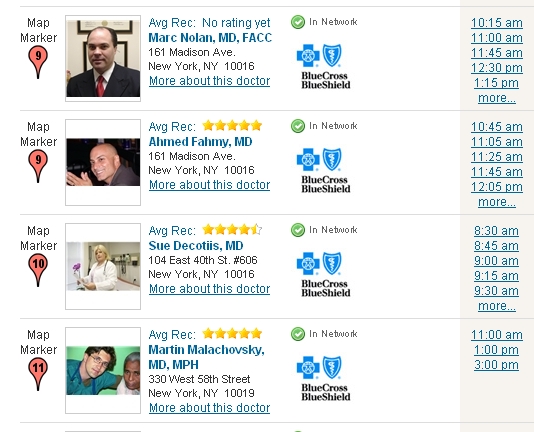 Map
Marker
9
Avg Rec: No rating yet
Marc Nolan, MD, FACC
161 Madison Ave.
New York, NY 10016
More about this doctor
In Network
BlueCross
BlueShield
10:15 am
11:00 am
11:45 am
12:30 pm
1:15 pm
more...
Map
Marker
9
Avg Rec:
Ahmed Fahmy, MD
161 Madison Ave.
New York, NY 10016
More about this doctor
In Network
BlueCross
BlueShield
10:45 am
11:05 am
11:25 am
11:45 am
12:05 pm
more...
Map
Marker
10
Avg Rec:
Sue Decotiis, MD
104 East 40th St. #606
New York, NY 10016
More about this doctor
In Network
BlueCross
BlueShield
8:30 am
8:45 am
9:00 am
9:15 am
9:30 am
more...
Map
Marker
11
Avg Rec:
Martin Malachovsky,
MD, MPH
330 West 58th Street
New York, NY 10019
More about this doctor
In Network
BlueCross
BlueShield
11:00 am
1:00 pm
3:00 pm